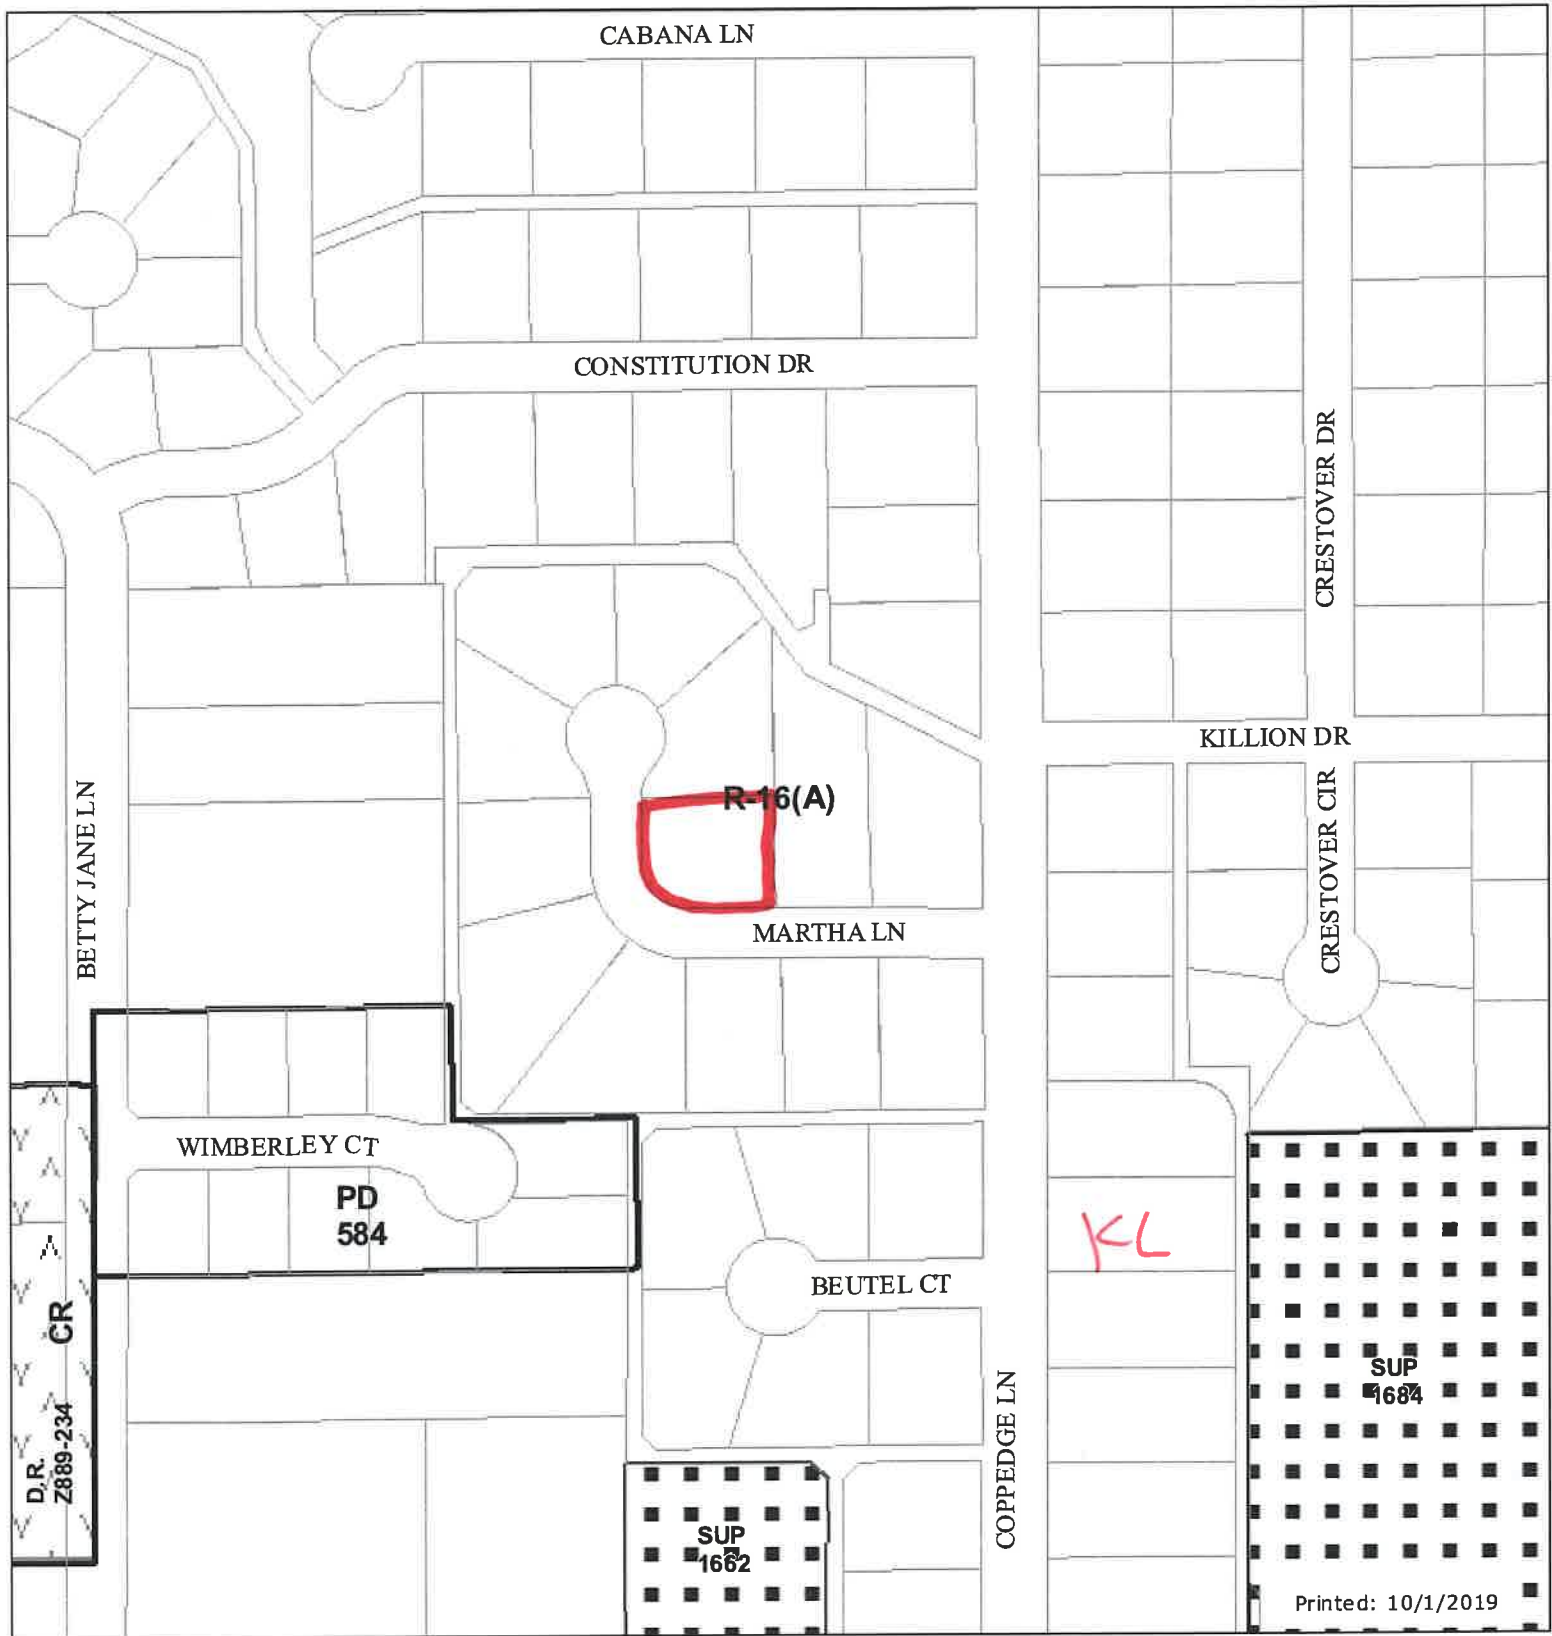 CABANA LN
CONSTITUTION DR
CRESTOVER DR
KILLION DR
R-16(A)
BETTY JANE LN
CRESTOVER CIR
MARTHA LN
WIMBERLEY CT
PD
584
KL
BEUTEL CT
CR
D.R.
Z889-234
COPPEDGE LN
SUP
1684
SUP
1662
Printed: 10/1/2019